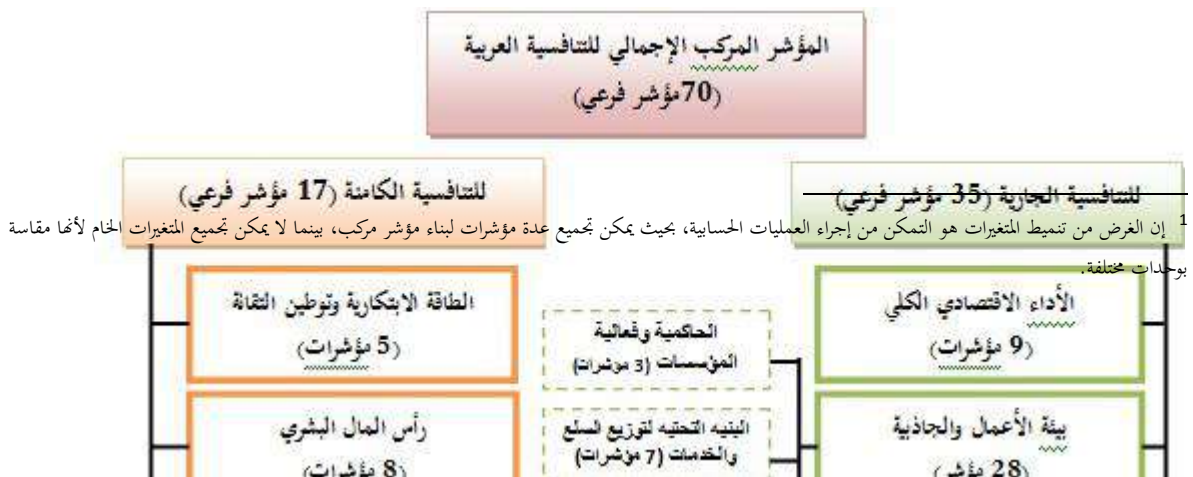 المؤشر المركب الإجمالي للتنافسية العربية
(70مؤشر فرعي)
للتنافسية الجارية (35 مؤشر فرعي)
للتنافسية الكامنة (17 مؤشر فرعي)
1 إن الغرض من تنميط المتغيرات هو التمكن من إجراء العمليات الحسابية، بحيث يمكن تجميع عدة مؤشرات لبناء مؤشر مركب، بينما لا يمكن تجميع المتغيرات الخام لأنها مقاسة
بوحدات مختلفة.
الأداء الاقتصادي الكلي
(9 مؤشرات)
الحاكمية وفعالية
المؤسسات (3 موشرات)
الطاقة الابتكارية وتوطين التقانة
(5 مؤشرات)
بيئة الأعمال والجاذبية
(28 مؤشر)
البنيه التحتيه لتوزيع السلع
والخدمات (7 موشرات)
رأس المال البشري
(8 مؤشرات)